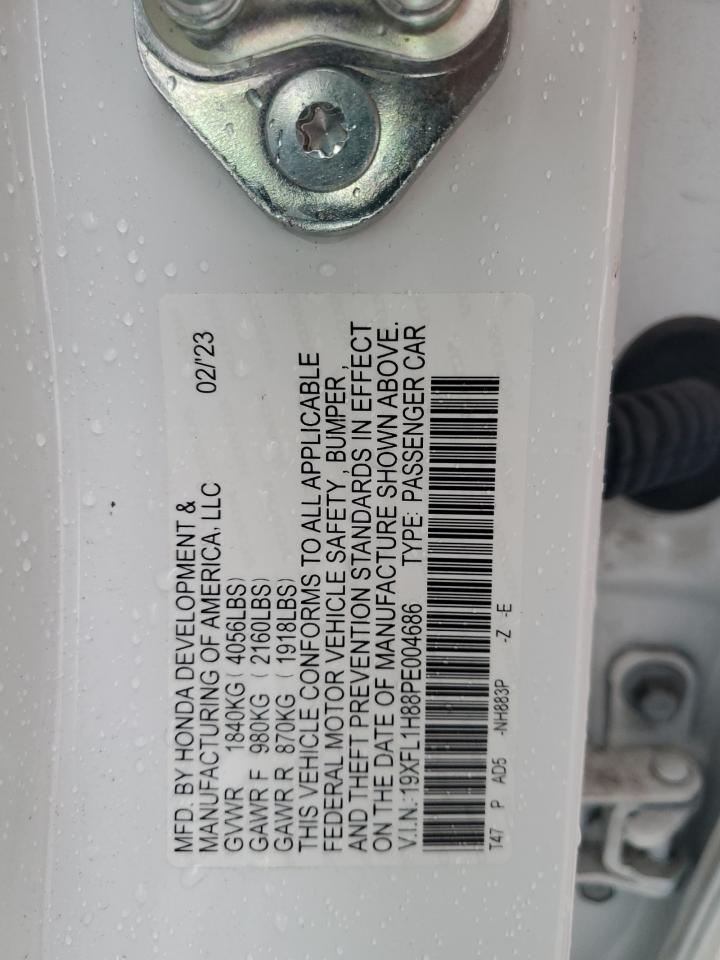 MFD. BY HONDA DEVELOPMENT &
MANUFACTURING OF AMERICA, LLC 02/'23
GVWR 1840KG ( 4056LBS)
GAWR F 980KG ( 2160LBS)
GAWR R 870KG ( 1918LBS)
THIS VEHICLE CONFORMS TO ALL APPLICABLE
FEDERAL MOTOR VEHICLE SAFETY , BUMPER ,
AND THEFT PREVENTION STANDARDS IN EFFECT
ON THE DATE OF MANUFACTURE SHOWN ABOVE.
V.I.N.: 19XFL1H88PE004686 TYPE: PASSENGER CAR
T47 P AD5 -NH883P -Z -E